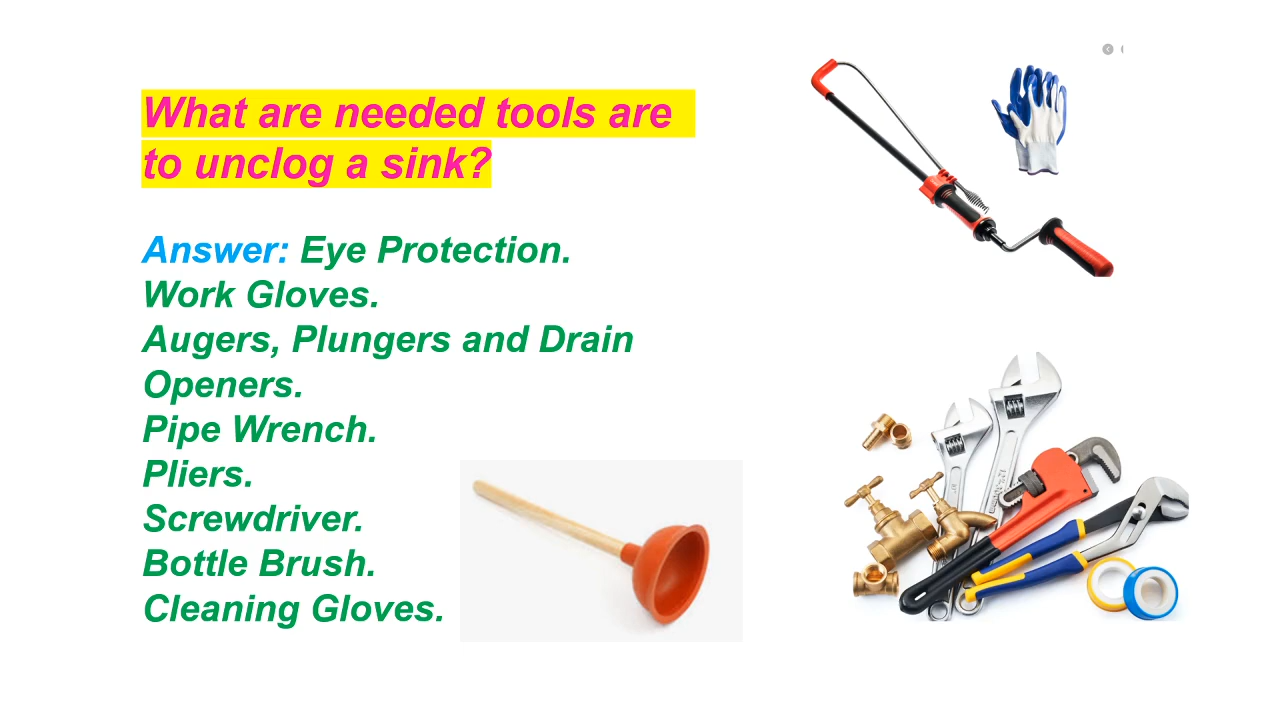 What are needed tools are
to unclog a sink?
Answer: Eye Protection.
Work Gloves.
Augers, Plungers and Drain
Openers.
Pipe Wrench.
Pliers.
Screwdriver.
Bottle Brush.
Cleaning Gloves.